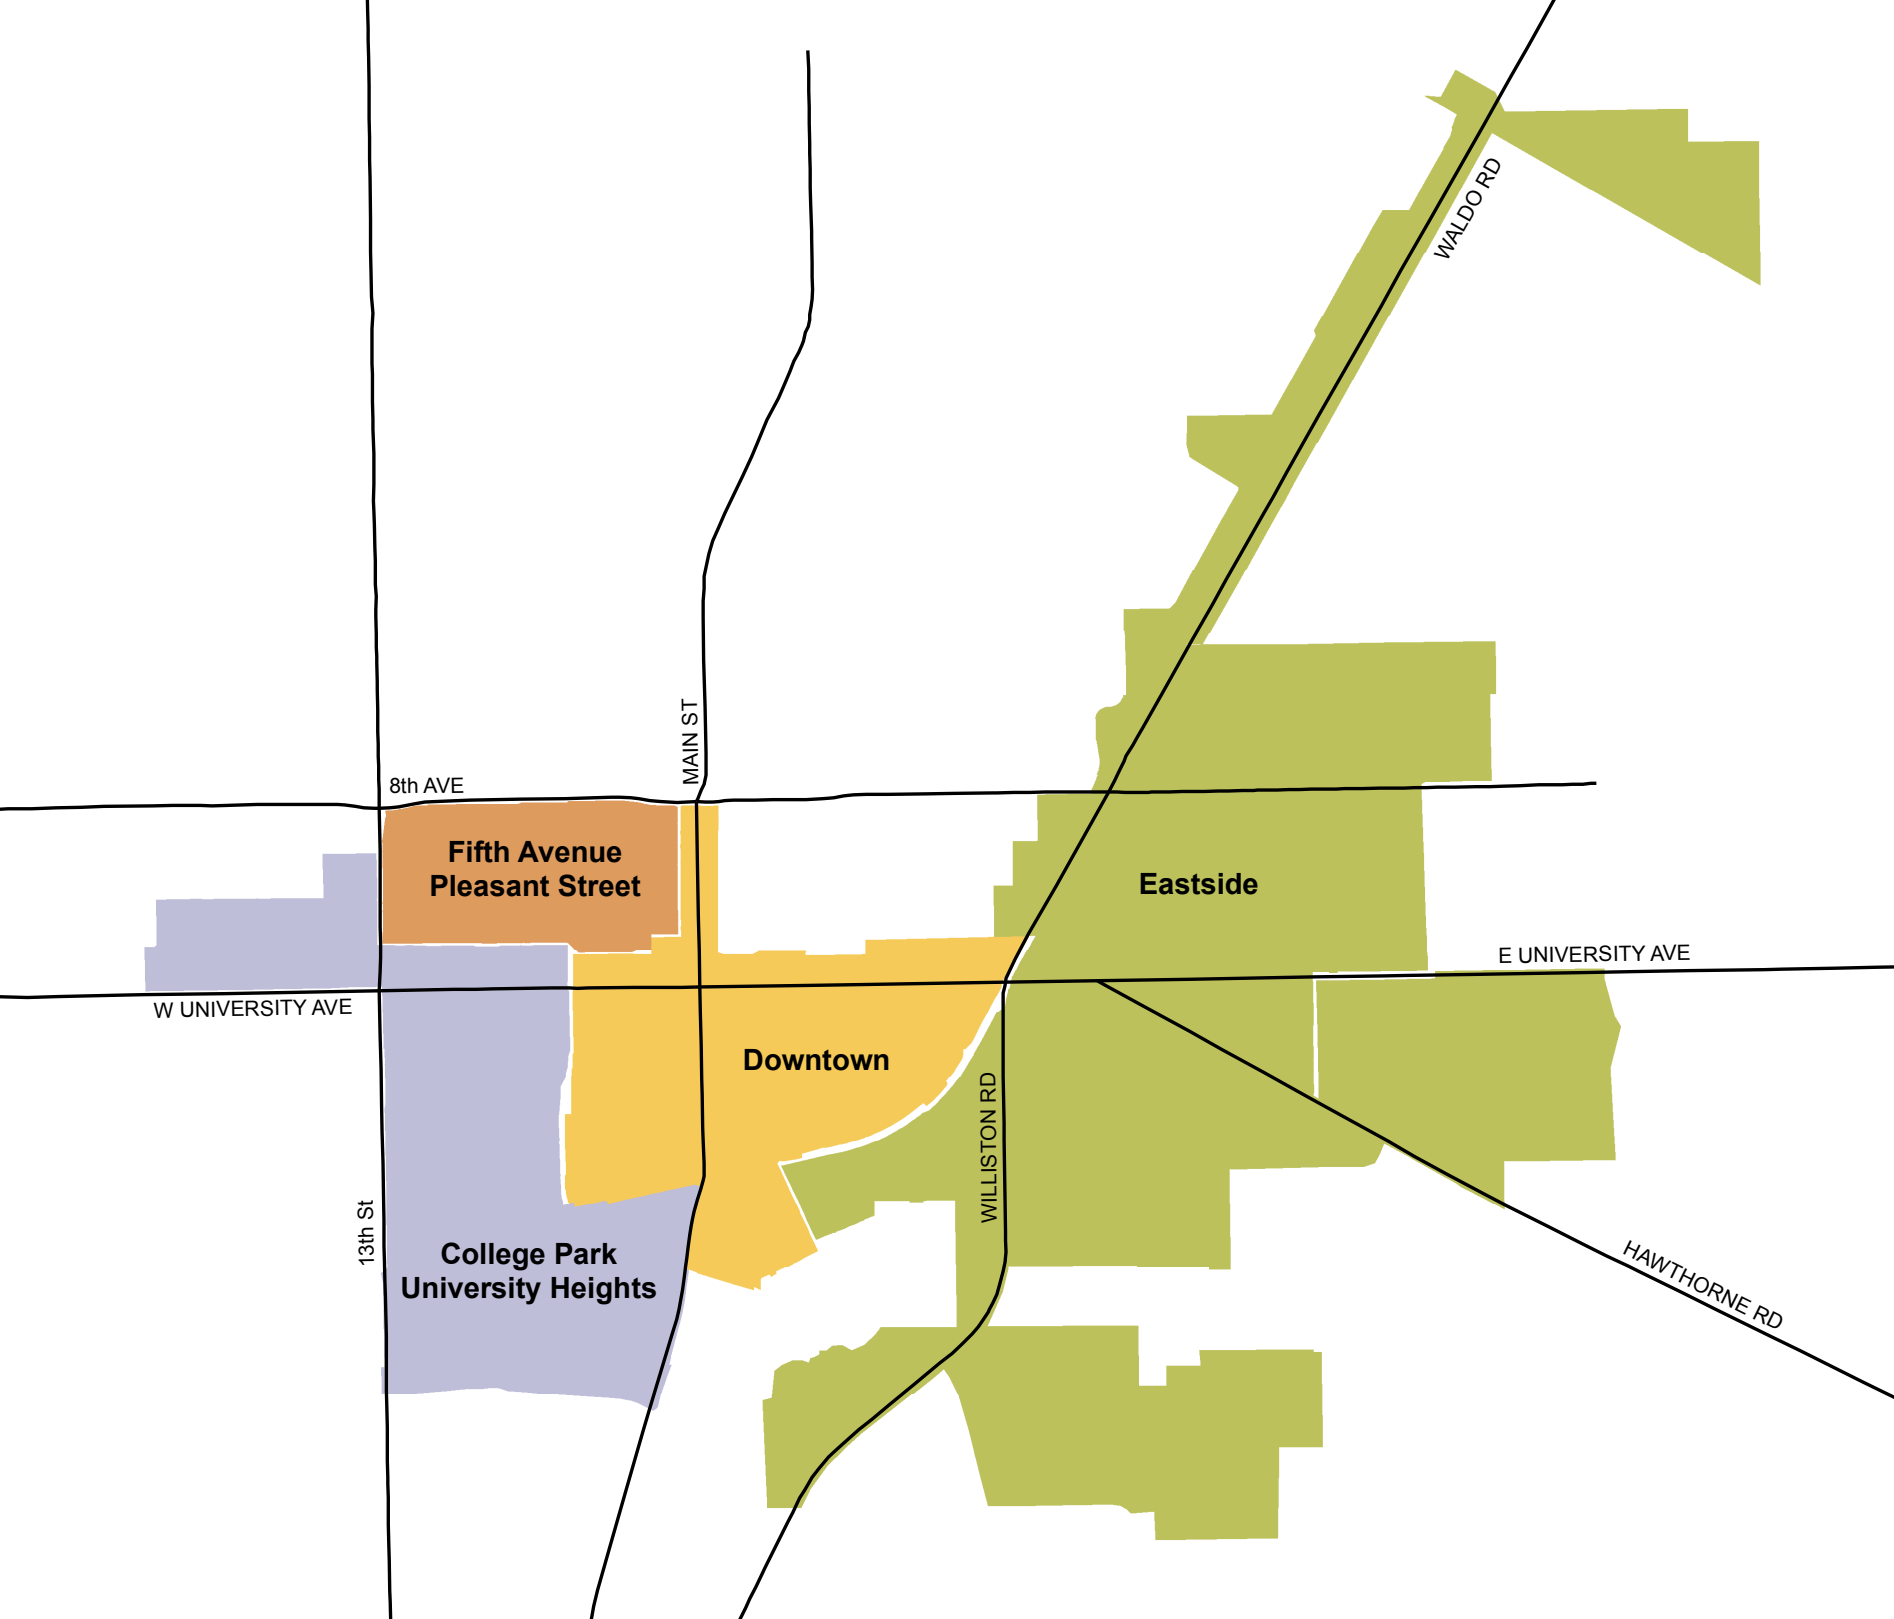 WALDO RD
MAIN ST
8th AVE
Fifth Avenue
Pleasant Street
Eastside
E UNIVERSITY AVE
W UNIVERSITY AVE
Downtown
WILLISTON RD
13th St
College Park
University Heights
HAWTHORNE RD